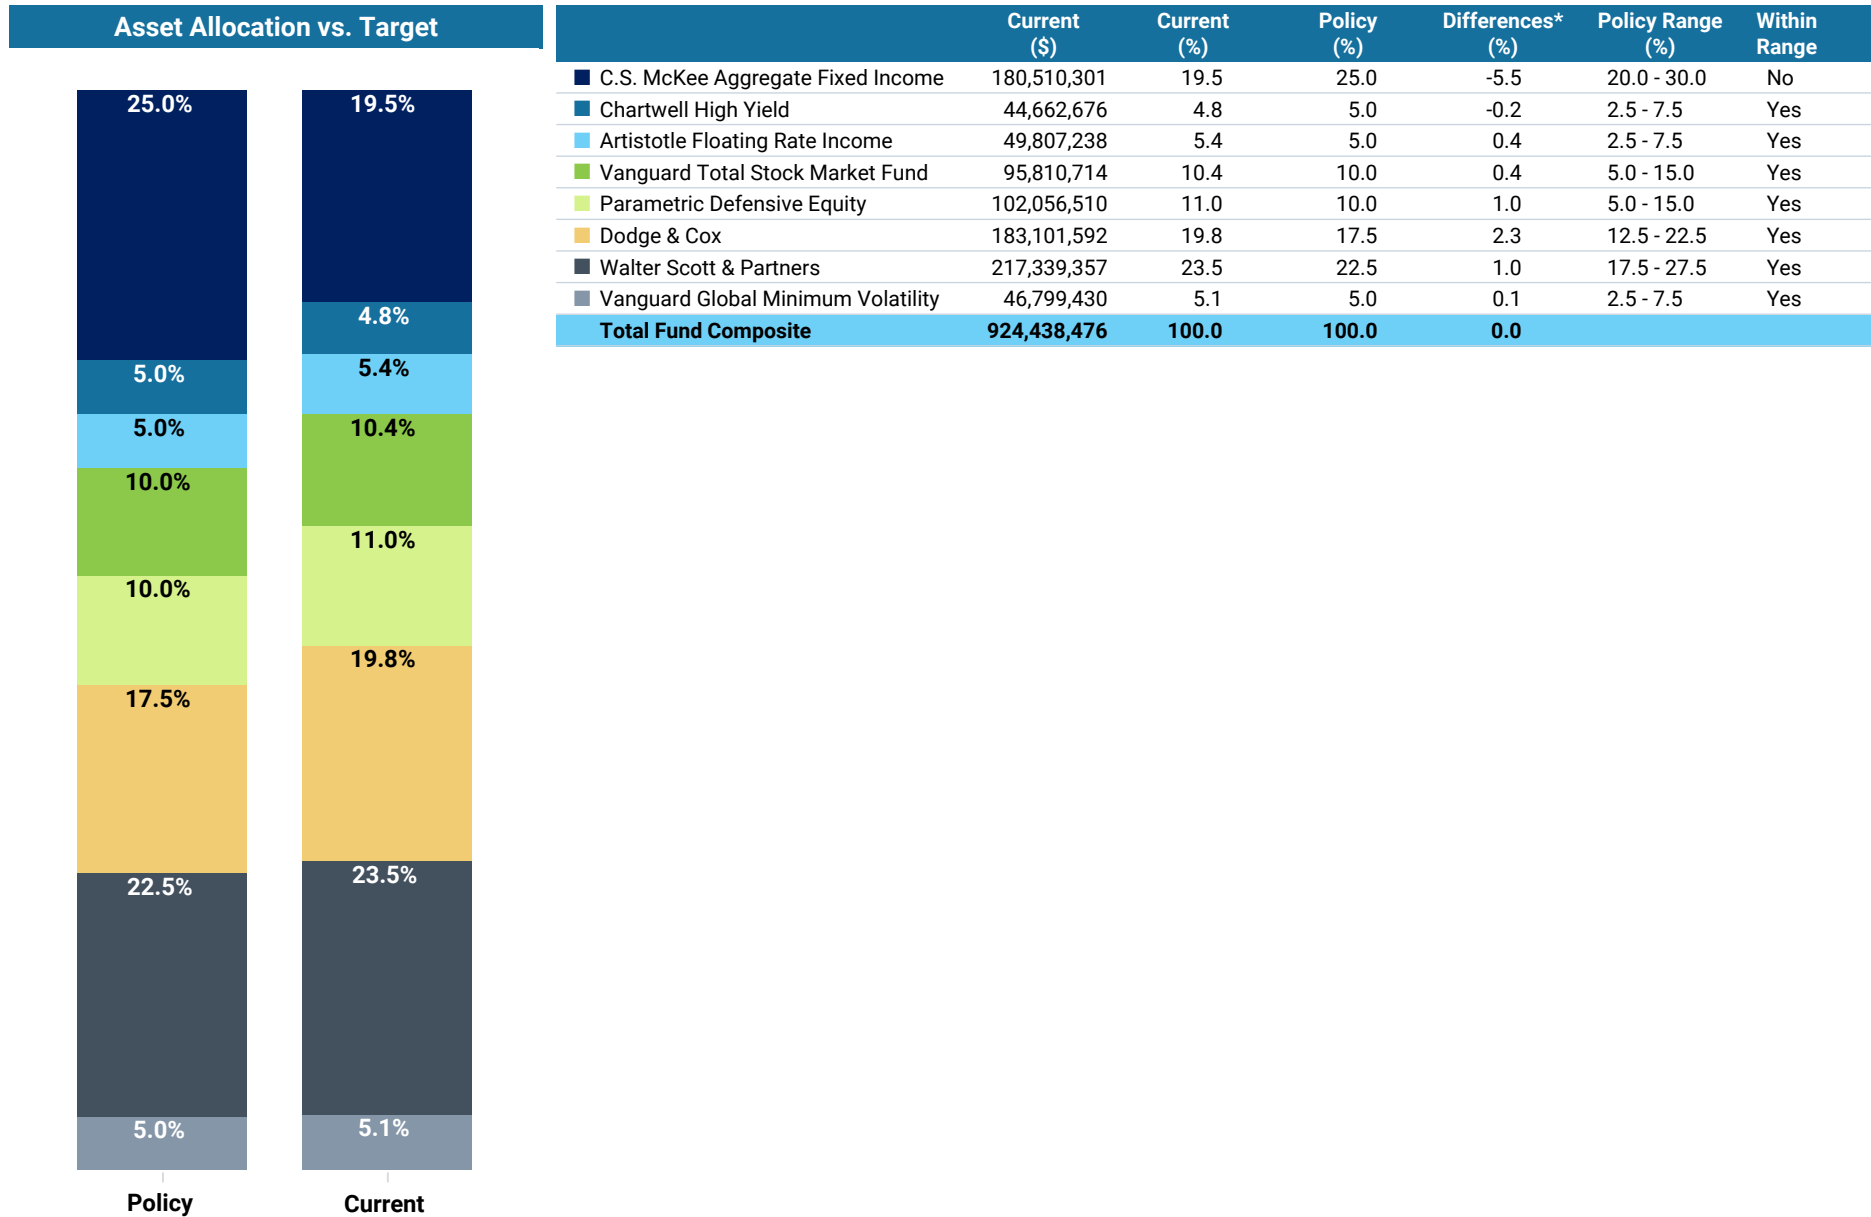 Asset Allocation vs. Target
25.0%
5.0%
5.0%
10.0%
10.0%
17.5%
22.5%
5.0%
Policy
19.5%
4.8%
5.4%
10.4%
11.0%
19.8%
23.5%
5.1%
Current
Current ($) Current (%) Policy (%) Differences* (%) Policy Range (%) Within Range
C.S. McKee Aggregate Fixed Income 180,510,301 19.5 25.0 -5.5 20.0 - 30.0 No
Chartwell High Yield 44,662,676 4.8 5.0 -0.2 2.5 - 7.5 Yes
Artistotle Floating Rate Income 49,807,238 5.4 5.0 0.4 2.5 - 7.5 Yes
Vanguard Total Stock Market Fund 95,810,714 10.4 10.0 0.4 5.0 - 15.0 Yes
Parametric Defensive Equity 102,056,510 11.0 10.0 1.0 5.0 - 15.0 Yes
Dodge & Cox 183,101,592 19.8 17.5 2.3 12.5 - 22.5 Yes
Walter Scott & Partners 217,339,357 23.5 22.5 1.0 17.5 - 27.5 Yes
Vanguard Global Minimum Volatility 46,799,430 5.1 5.0 0.1 2.5 - 7.5 Yes
Total Fund Composite 924,438,476 100.0 100.0 0.0